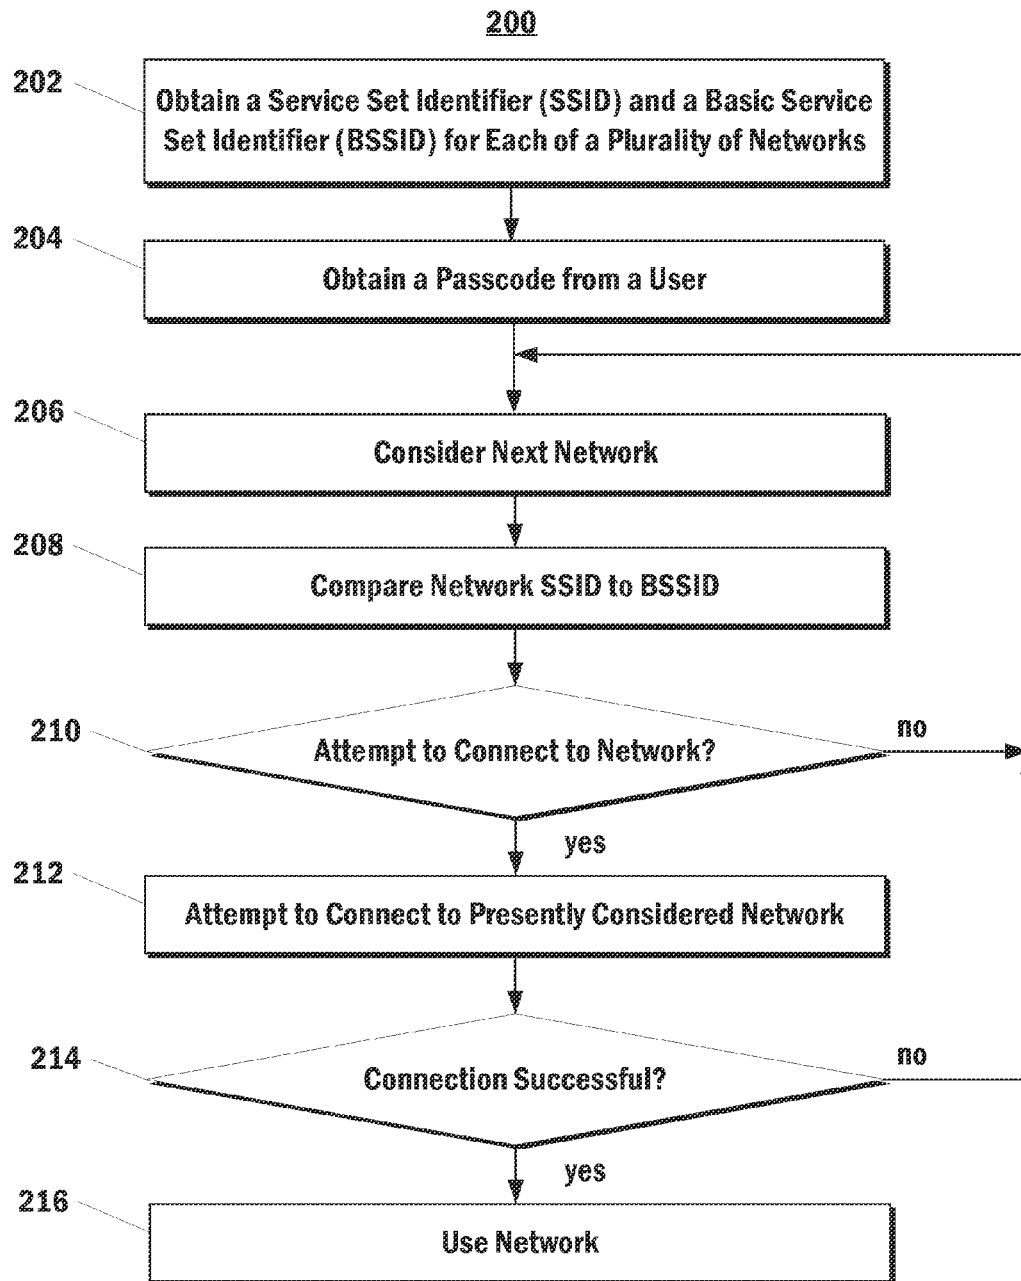 200
202
Obtain a Service Set Identifier (SSID) and a Basic Service
Set Identifier (BSSID) for Each of a Plurality of Networks
204
Obtain a Passcode from a User
206
Consider Next Network
208
Compare Network SSID to BSSID
210
Attempt to Connect to Network?
no
yes
212
Attempt to Connect to Presently Considered Network
214
Connection Successful?
no
yes
216
Use Network